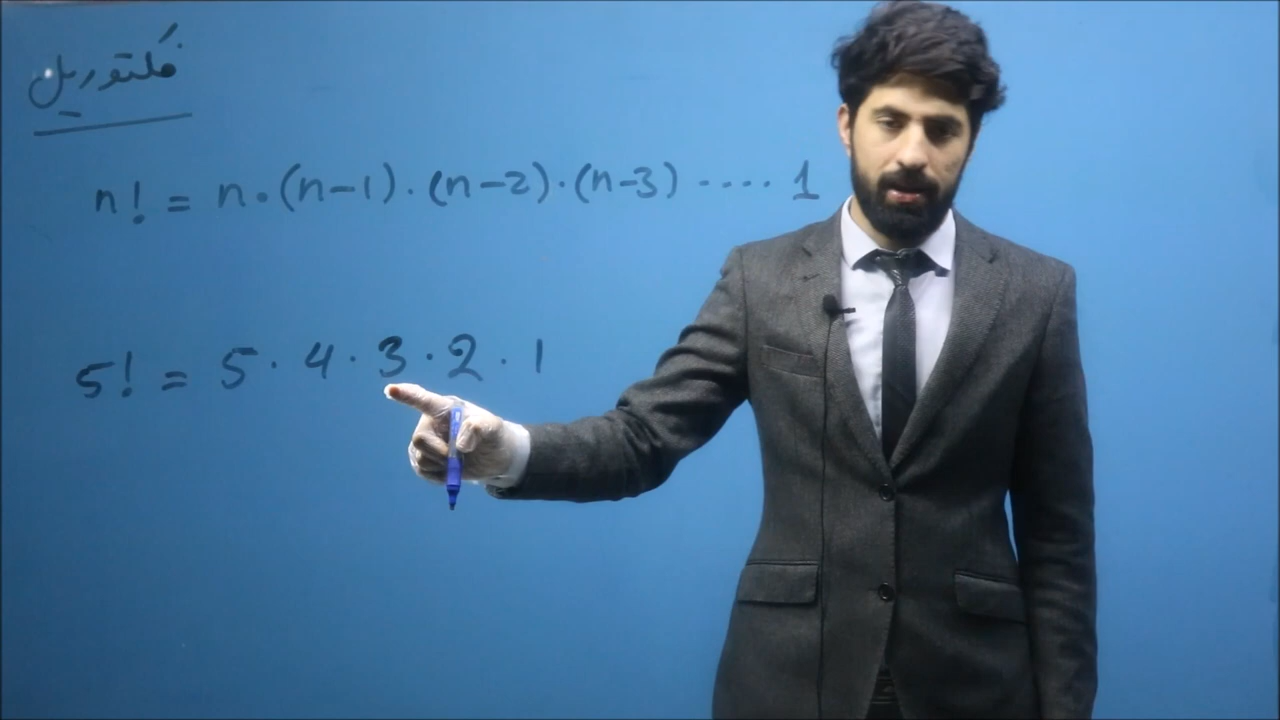 فکتوریل
n! = n·(n-1)·(n-2)·(n-3) ····· 1
5! = 5 · 4 · 3 · 2 · 1